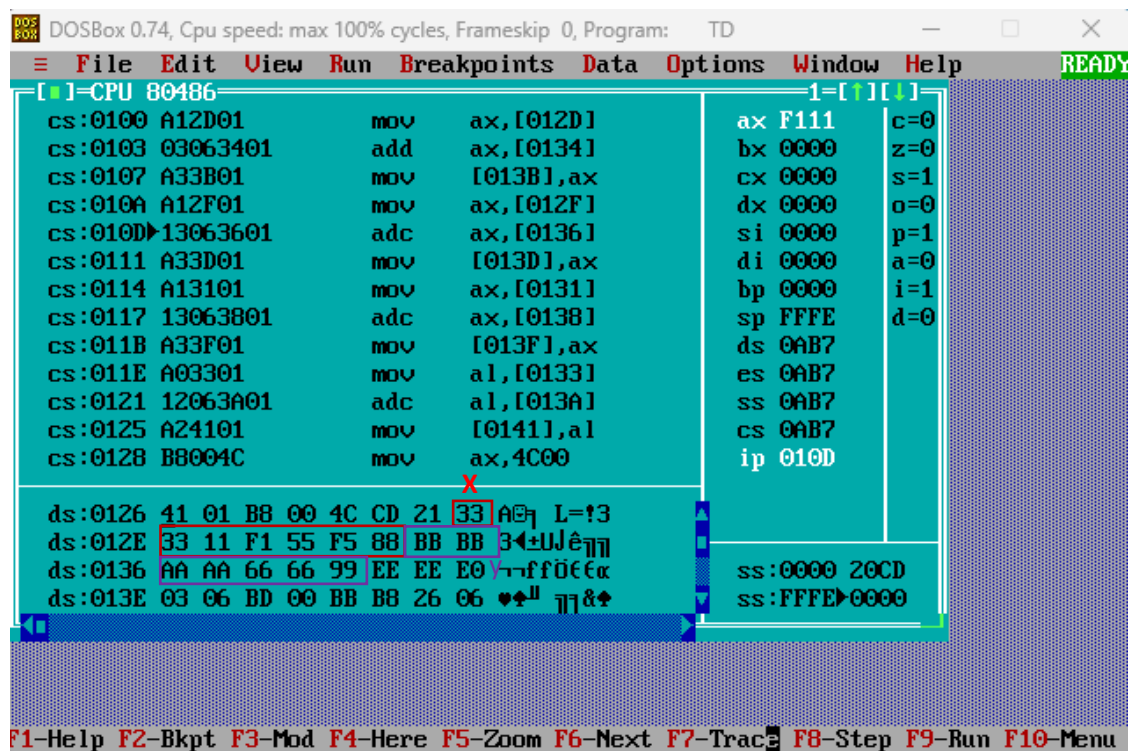 DOSBox 0.74, Cpu speed: max 100% cycles, Frameskip 0, Program: TD
≡ File Edit View Run Breakpoints Data Options Window Help READY
[■]=CPU 80486 1=[↑][↓]
cs:0100 A12D01 mov ax,[012D] ax F111 c=0
cs:0103 03063401 add ax,[0134] bx 0000 z=0
cs:0107 A33B01 mov [013B],ax cx 0000 s=1
cs:010A A12F01 mov ax,[012F] dx 0000 o=0
cs:010D►13063601 adc ax,[0136] si 0000 p=1
cs:0111 A33D01 mov [013D],ax di 0000 a=0
cs:0114 A13101 mov ax,[0131] bp 0000 i=1
cs:0117 13063801 adc ax,[0138] sp FFFE d=0
cs:011B A33F01 mov [013F],ax ds 0AB7
cs:011E A03301 mov al,[0133] es 0AB7
cs:0121 12063A01 adc al,[013A] ss 0AB7
cs:0125 A24101 mov [0141],al cs 0AB7
cs:0128 B8004C mov ax,4C00 ip 010D
X
ds:0126 41 01 B8 00 4C CD 21 33 A☺╕ L=!3
ds:012E 33 11 F1 55 F5 88 BB BB 3◄±U⌡ê╗╗
ds:0136 AA AA 66 66 99 EE EE E0 y¬¬ffÖεεα ss:0000 20CD
ds:013E 03 06 BD 00 BB B8 26 06 ♥♠╜ ╗╕&♠ ss:FFFE►0000
F1-Help F2-Bkpt F3-Mod F4-Here F5-Zoom F6-Next F7-Trace F8-Step F9-Run F10-Menu